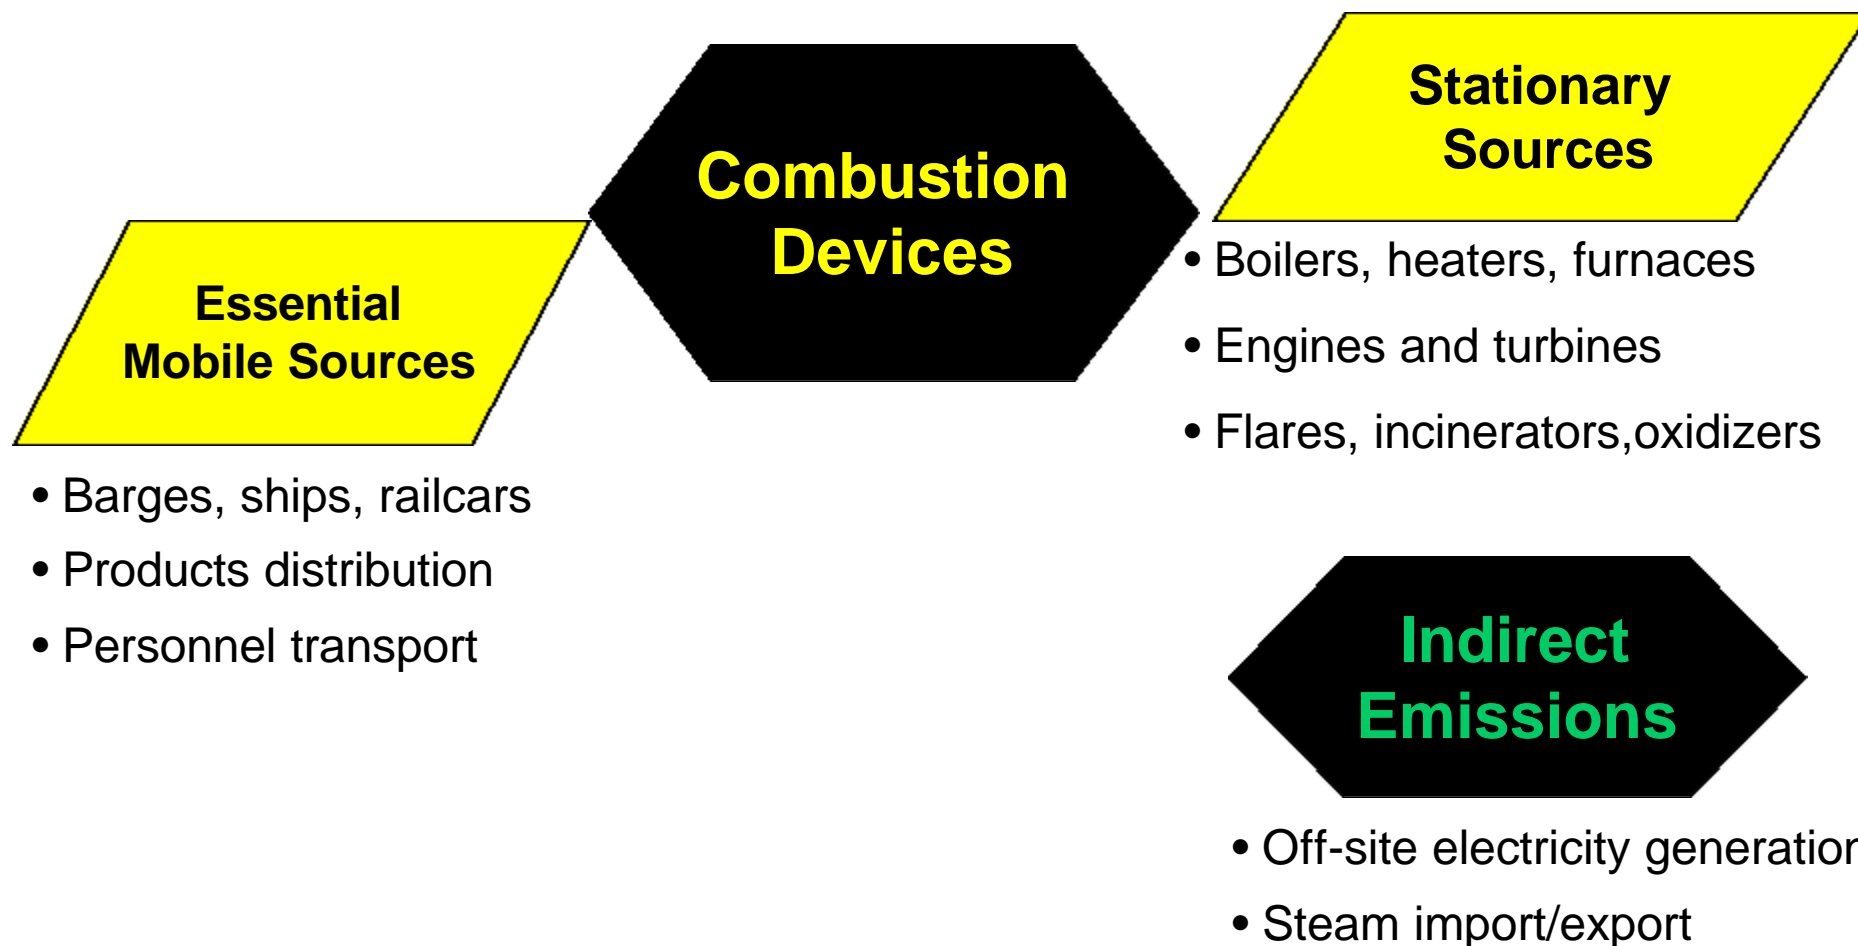 Combustion
Devices
Stationary
Sources
• Boilers, heaters, furnaces
• Engines and turbines
• Flares, incinerators,oxidizers
Essential
Mobile Sources
• Barges, ships, railcars
• Products distribution
• Personnel transport
Indirect
Emissions
• Off-site electricity generation
• Steam import/export